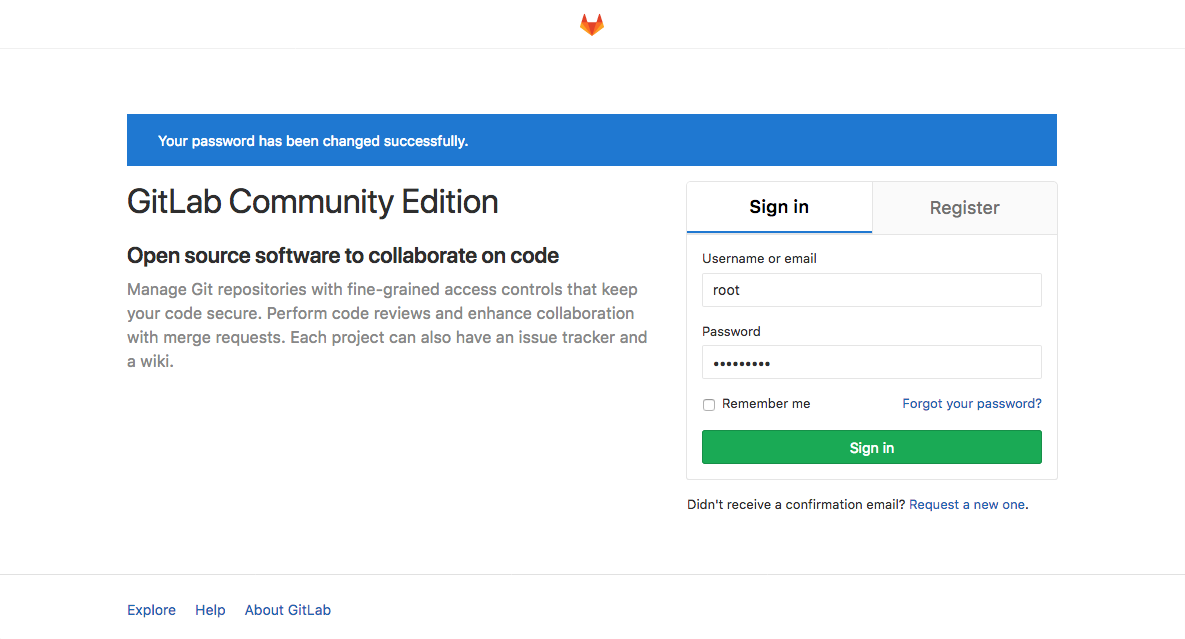 Your password has been changed successfully.
GitLab Community Edition
Open source software to collaborate on code
Manage Git repositories with fine-grained access controls that keep
your code secure. Perform code reviews and enhance collaboration
with merge requests. Each project can also have an issue tracker and
a wiki.
Sign in
Register
Username or email
root
Password
•••••••••
Remember me
Forgot your password?
Sign in
Didn't receive a confirmation email? Request a new one.
Explore
Help
About GitLab